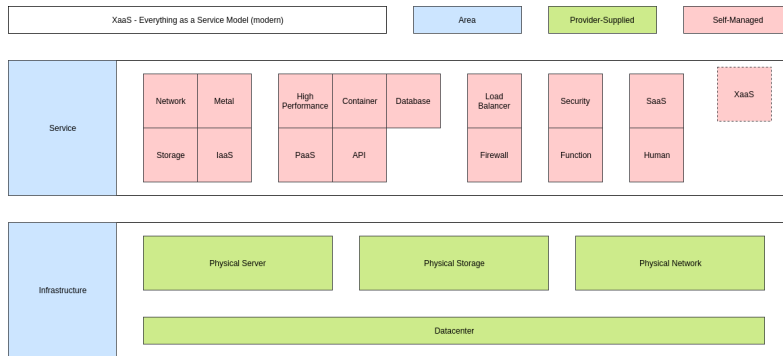 XaaS - Everything as a Service Model (modern)
Area
Provider-Supplied
Self-Managed
Service
Network
Metal
High
Performance
Container
Database
Load
Balancer
Security
SaaS
XaaS
Storage
IaaS
PaaS
API
Firewall
Function
Human
Infrastructure
Physical Server
Physical Storage
Physical Network
Datacenter